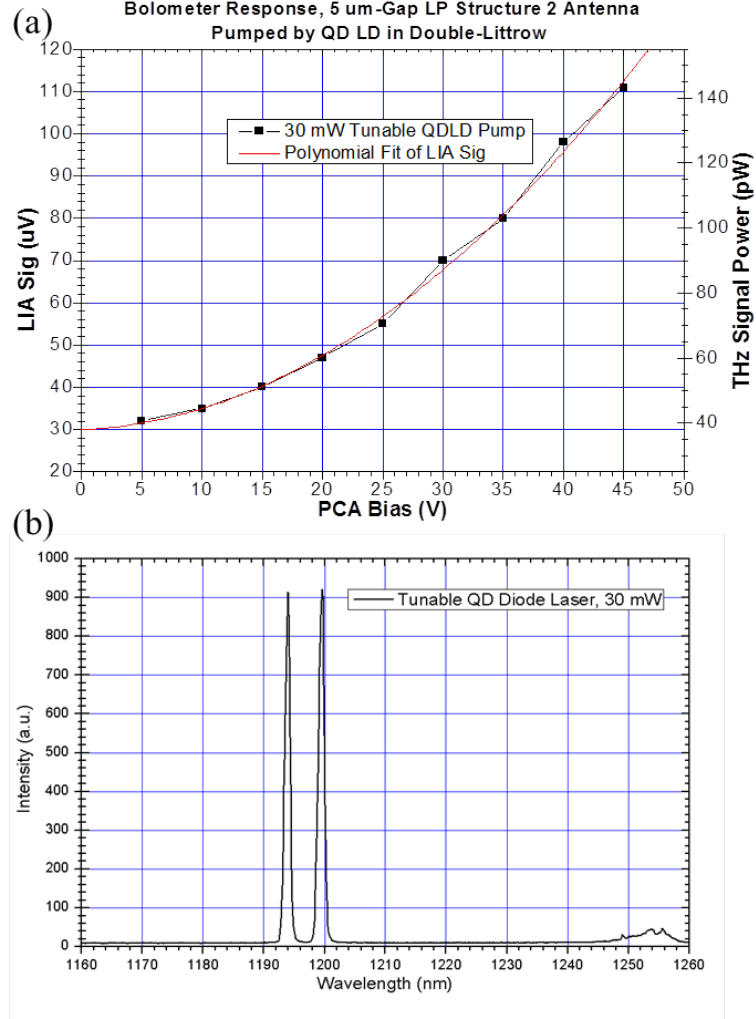 Bolometer Response, 5 um-Gap LP Structure 2 Antenna
Pumped by QD LD in Double-Littrow
(a)
120
110
100
90
80
70
60
50
40
30
20
LIA Sig (uV)
30 mW Tunable QDLD Pump
Polynomial Fit of LIA Sig
140
120
100
80
60
40
THz Signal Power (pW)
0 5 10 15 20 25 30 35 40 45 50
PCA Bias (V)
(b)
1000
900
800
700
600
500
400
300
200
100
0
Intensity (a.u.)
Tunable QD Diode Laser, 30 mW
1160 1170 1180 1190 1200 1210 1220 1230 1240 1250 1260
Wavelength (nm)